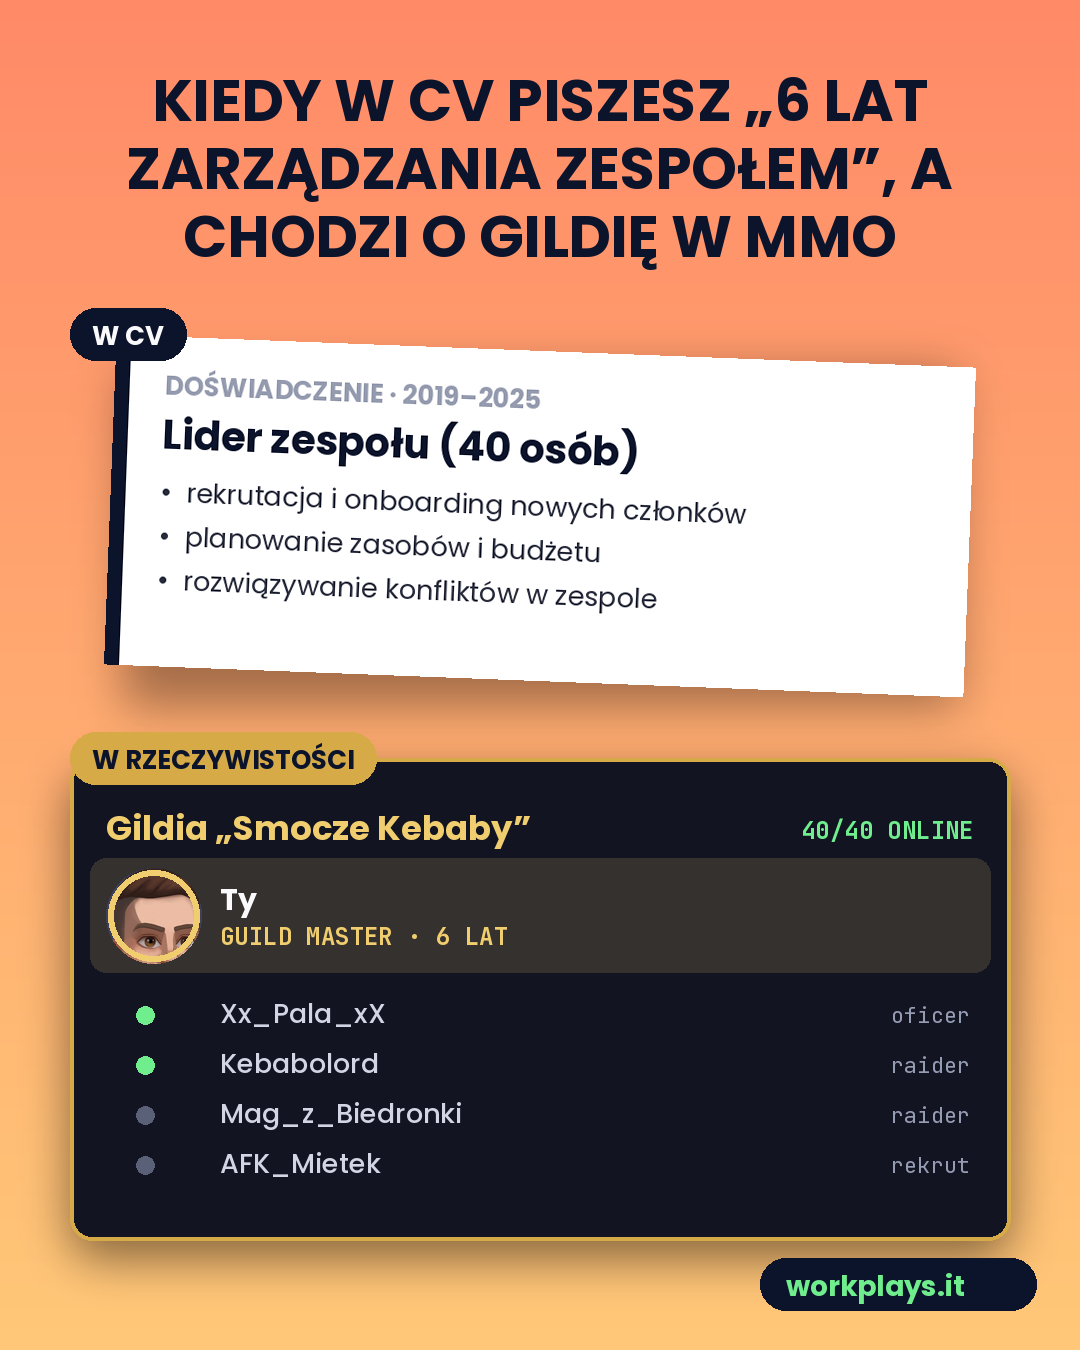 KIEDY W CV PISZESZ „6 LAT
ZARZĄDZANIA ZESPOŁEM”, A
CHODZI O GILDIĘ W MMO
W CV
DOŚWIADCZENIE · 2019–2025
Lider zespołu (40 osób)
• rekrutacja i onboarding nowych członków
• planowanie zasobów i budżetu
• rozwiązywanie konfliktów w zespole
W RZECZYWISTOŚCI
Gildia „Smocze Kebaby” 40/40 ONLINE
Ty
GUILD MASTER · 6 LAT
Xx_Pala_xX oficer
Kebabolord raider
Mag_z_Biedronki raider
AFK_Mietek rekrut
workplays.it